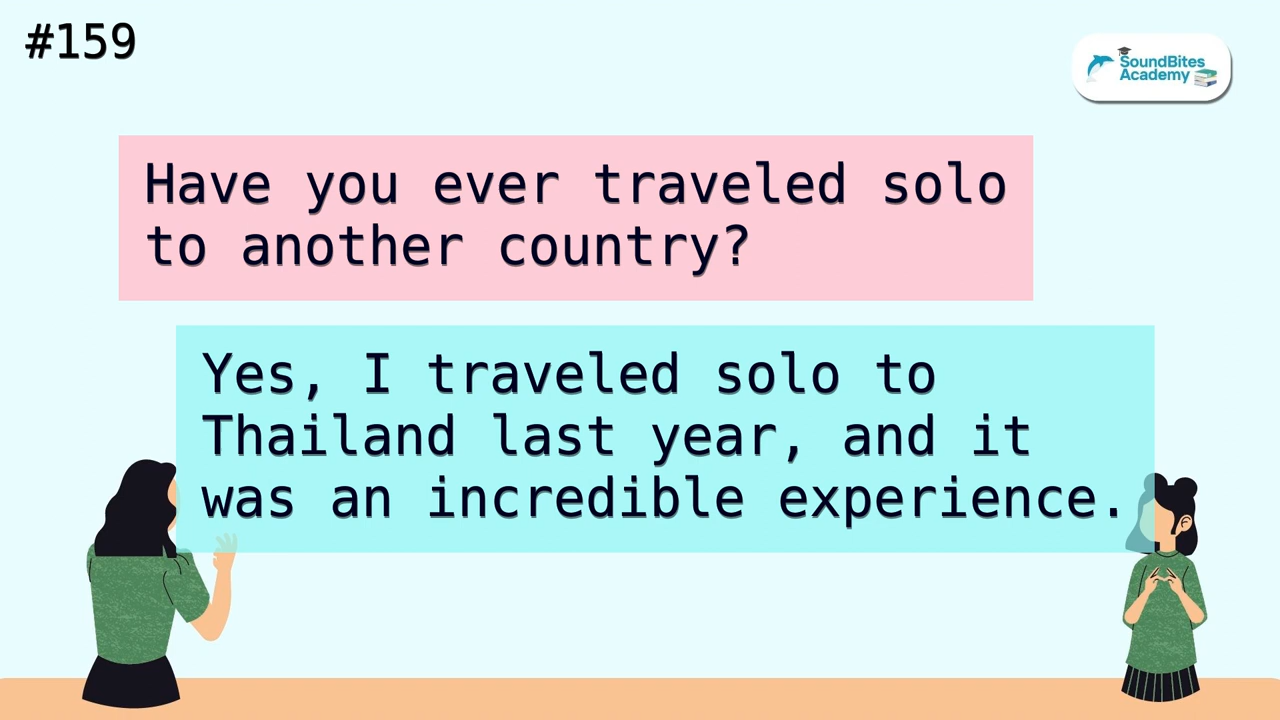 #159
SoundBites
Academy
Have you ever traveled solo
to another country?
Yes, I traveled solo to
Thailand last year, and it
was an incredible experience.